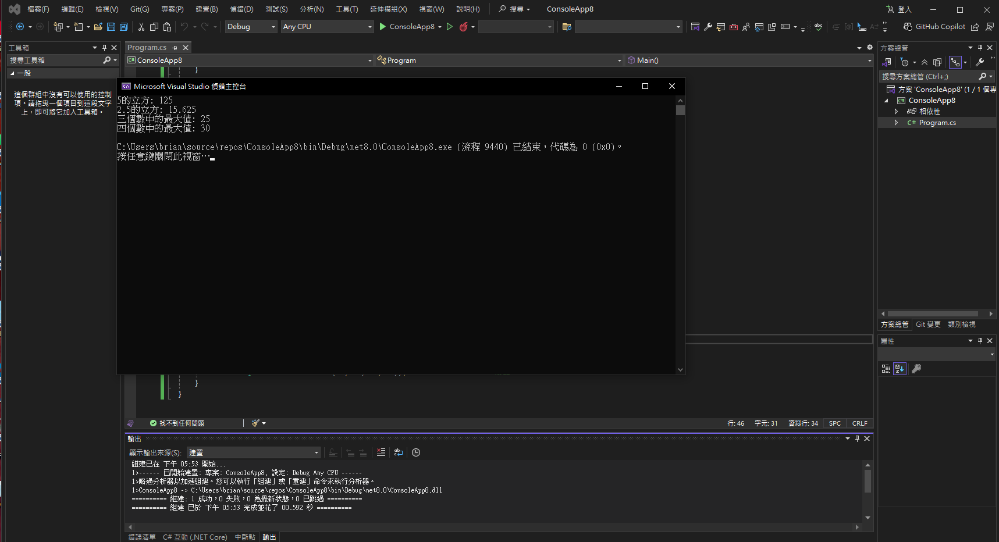 檔案(F) 編輯(E) 檢視(V) Git(G) 專案(P) 建置(B) 偵錯(D) 測試(S) 分析(N) 工具(T) 延伸模組(X) 視窗(W) 說明(H) 搜尋 ConsoleApp8 登入
Debug Any CPU ConsoleApp8 GitHub Copilot
工具箱
搜尋工具箱
一般
這個群組中沒有可以使用的控制
項。請拖曳一個項目到這段文字
上，即可將它加入工具箱。
Program.cs
ConsoleApp8 Program Main()
}
Microsoft Visual Studio 偵錯主控台
5的立方: 125
2.5的立方: 15.625
三個數中的最大值: 25
四個數中的最大值: 30
C:\Users\brian\source\repos\ConsoleApp8\bin\Debug\net8.0\ConsoleApp8.exe (流程 9440) 已結束，代碼為 0 (0x0)。
按任意鍵關閉此視窗…
}
}
找不到任何問題 行: 46 字元: 31 資料行: 34 SPC CRLF
輸出
顯示輸出來源(S): 建置
組建已在 下午 05:53 開始...
1>------ 已開始建置: 專案: ConsoleApp8, 設定: Debug Any CPU ------
1>略過分析器以加速組建。您可以執行「組建」或「重建」命令來執行分析器。
1>ConsoleApp8 -> C:\Users\brian\source\repos\ConsoleApp8\bin\Debug\net8.0\ConsoleApp8.dll
========== 組建: 1 成功，0 失敗，0 為最新狀態，0 已跳過 ==========
========== 組建 已於 下午 05:53 完成並花了 00.592 秒 ==========
錯誤清單 C# 互動 (.NET Core) 中斷點 輸出
方案總管
搜尋方案總管 (Ctrl+;)
方案 'ConsoleApp8' (1 / 1 個專
ConsoleApp8
相依性
C# Program.cs
方案總管 Git 變更 類別檢視
屬性